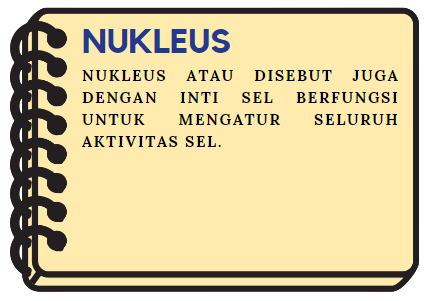 NUKLEUS
NUKLEUS ATAU DISEBUT JUGA
DENGAN INTI SEL BERFUNGSI
UNTUK MENGATUR SELURUH
AKTIVITAS SEL.